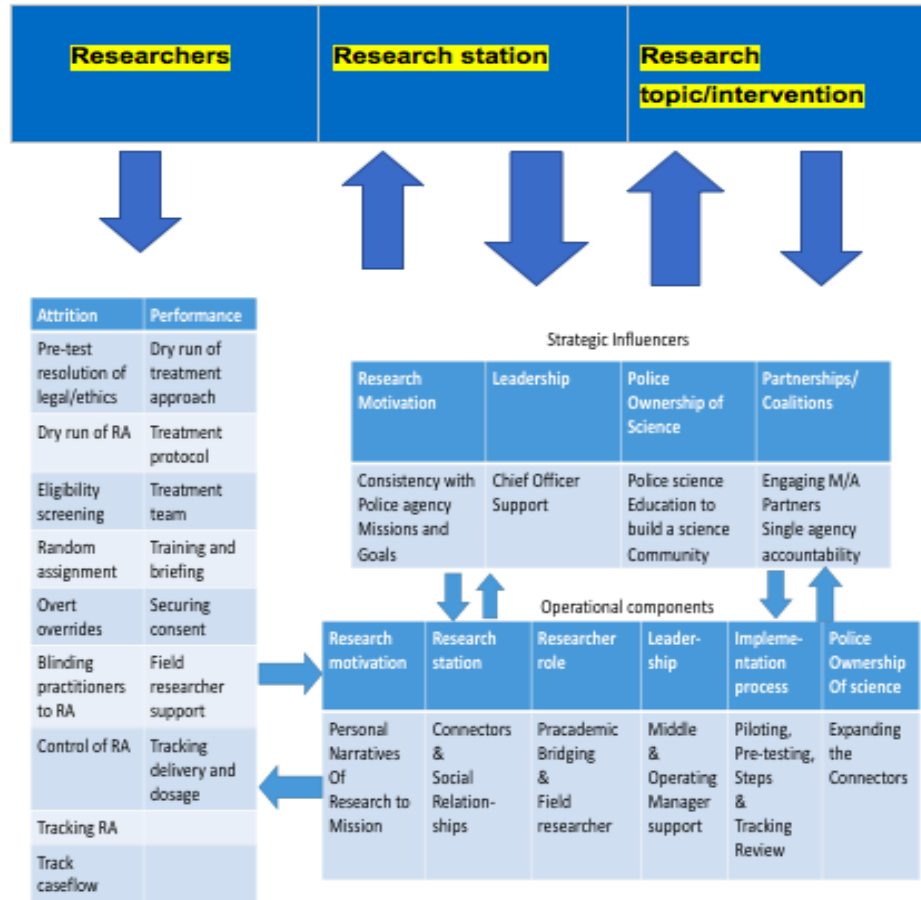 Researchers
Research station
Research
topic/intervention
Attrition
Performance
Pre-test
resolution of
legal/ethics
Dry run of
treatment
approach
Dry run of RA
Treatment
protocol
Eligibility
screening
Treatment
team
Random
assignment
Training and
briefing
Overt
overrides
Securing
consent
Blinding
practitioners
to RA
Field
researcher
support
Control of RA
Tracking
delivery and
dosage
Tracking RA
Track
caseflow
Strategic Influencers
Research
Motivation
Leadership
Police
Ownership of
Science
Partnerships/
Coalitions
Consistency with
Police agency
Missions and
Goals
Chief Officer
Support
Police science
Education to
build a science
Community
Engaging M/A
Partners
Single agency
accountability
Operational components
Research
motivation
Research
station
Researcher
role
Leader-
ship
Impleme-
ntation
process
Police
Ownership
Of science
Personal
Narratives
Of
Research to
Mission
Connectors
&
Social
Relation-
ships
Pracademic
Bridging
&
Field
researcher
Middle
&
Operating
Manager
support
Piloting,
Pre-testing,
Steps
&
Tracking
Review
Expanding
the
Connectors